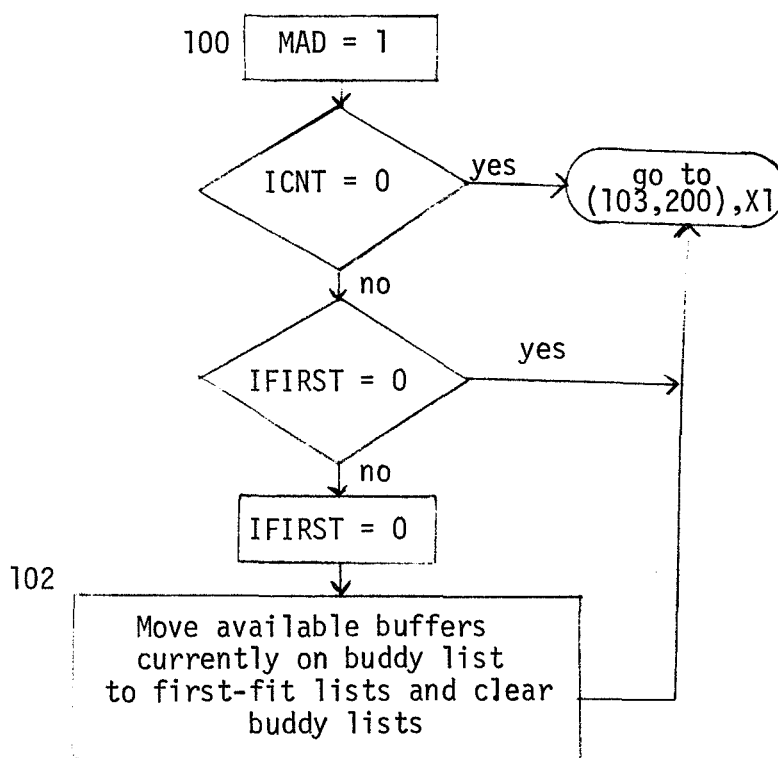 100 MAD = 1
ICNT = 0
yes
go to
(103,200),X1
no
IFIRST = 0
yes
no
IFIRST = 0
102
Move available buffers
currently on buddy list
to first-fit lists and clear
buddy lists